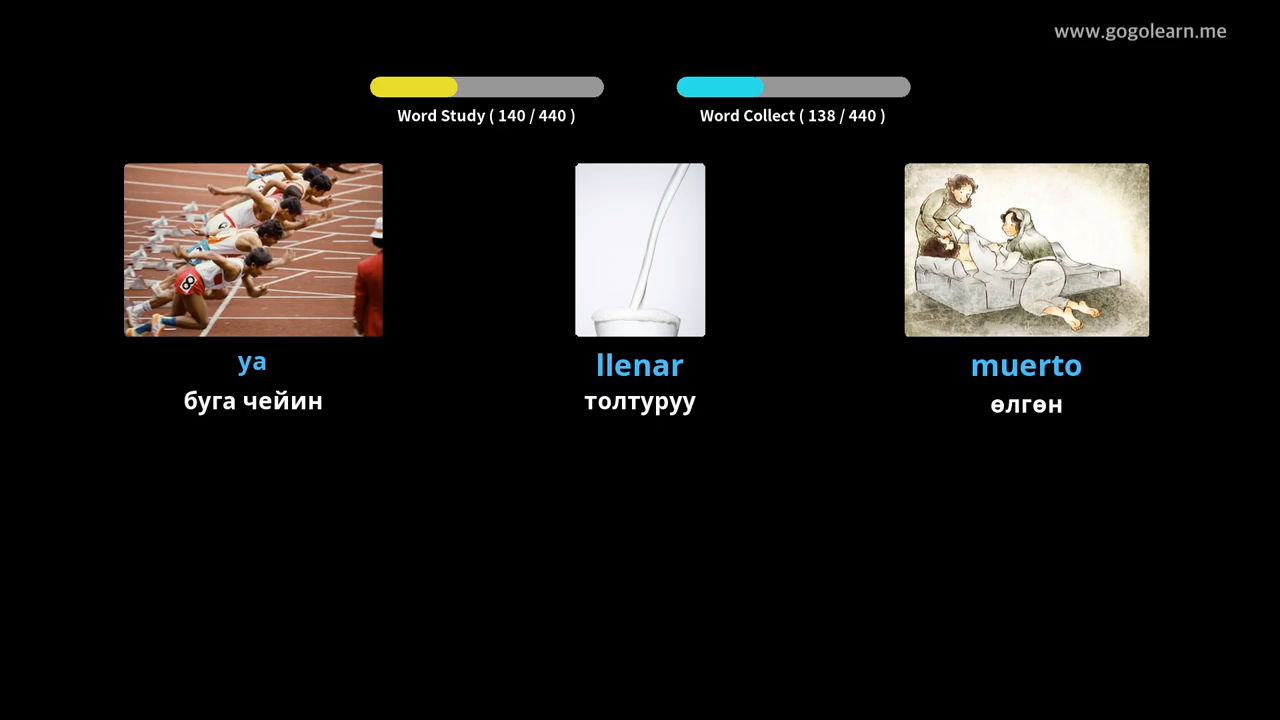 www.gogolearn.me
Word Study ( 140 / 440 )
Word Collect ( 138 / 440 )
ya
llenar
muerto
буга чейин
толтуруу
өлгөн